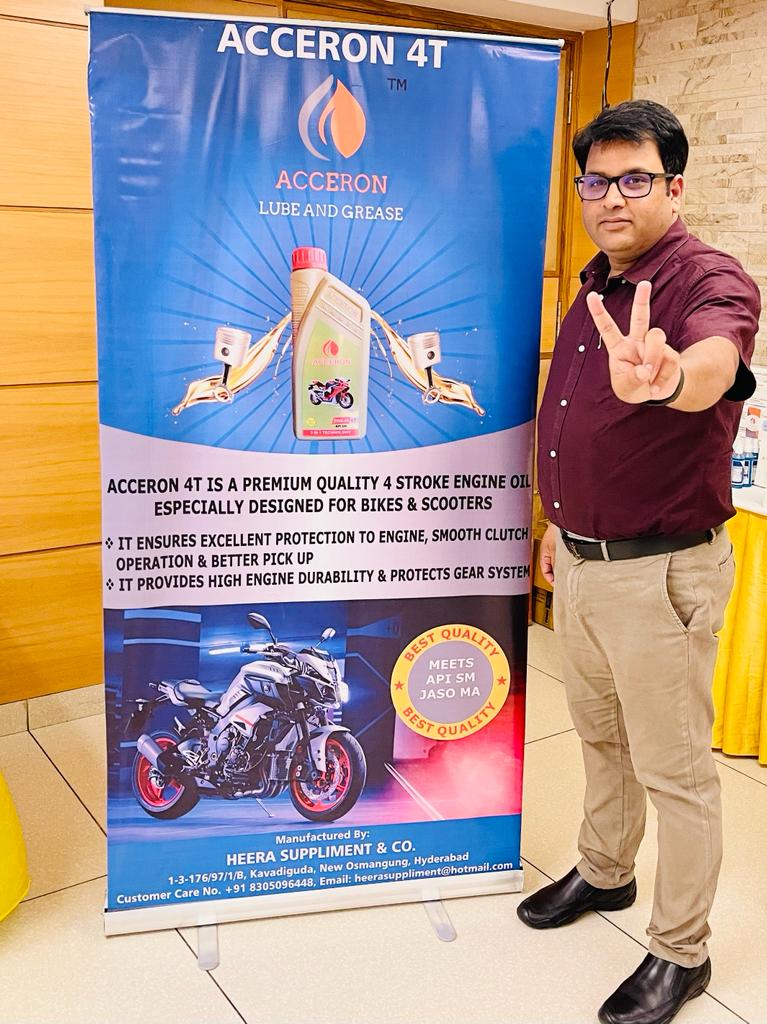 ACCERON 4T
TM
ACCERON
LUBE AND GREASE
ACCERON
ACCERON 4T IS A PREMIUM QUALITY 4 STROKE ENGINE OIL
ESPECIALLY DESIGNED FOR BIKES & SCOOTERS
❖ IT ENSURES EXCELLENT PROTECTION TO ENGINE, SMOOTH CLUTCH
OPERATION & BETTER PICK UP
❖ IT PROVIDES HIGH ENGINE DURABILITY & PROTECTS GEAR SYSTEM
BEST QUALITY
MEETS
API SM
JASO MA
BEST QUALITY
Manufactured By:
HEERA SUPPLIMENT & CO.
1-3-176/97/1/B, Kavadiguda, New Osmangung, Hyderabad
Customer Care No. +91 8305096448, Email: heerasuppliment@hotmail.com